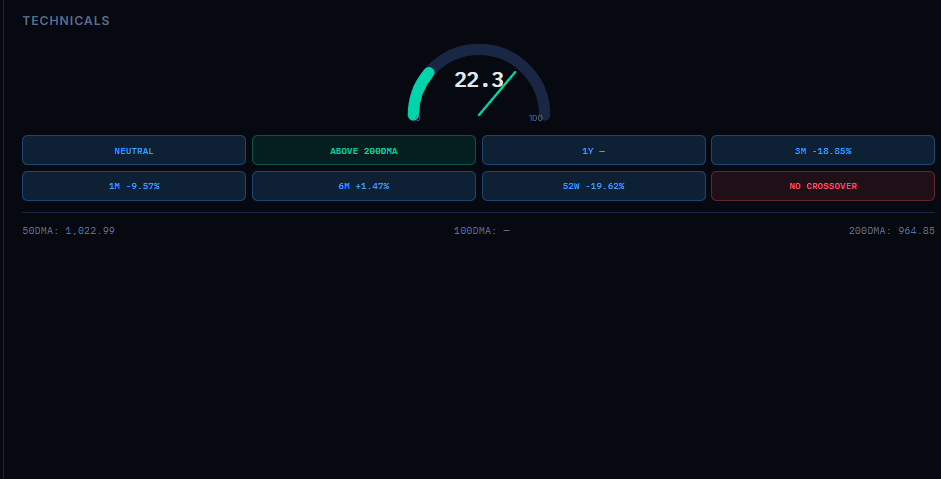 TECHNICALS
22.3
0 100
NEUTRAL ABOVE 200DMA 1Y — 3M -18.85%
1M -9.57% 6M +1.47% 52W -19.62% NO CROSSOVER
50DMA: 1,022.99 100DMA: — 200DMA: 964.85